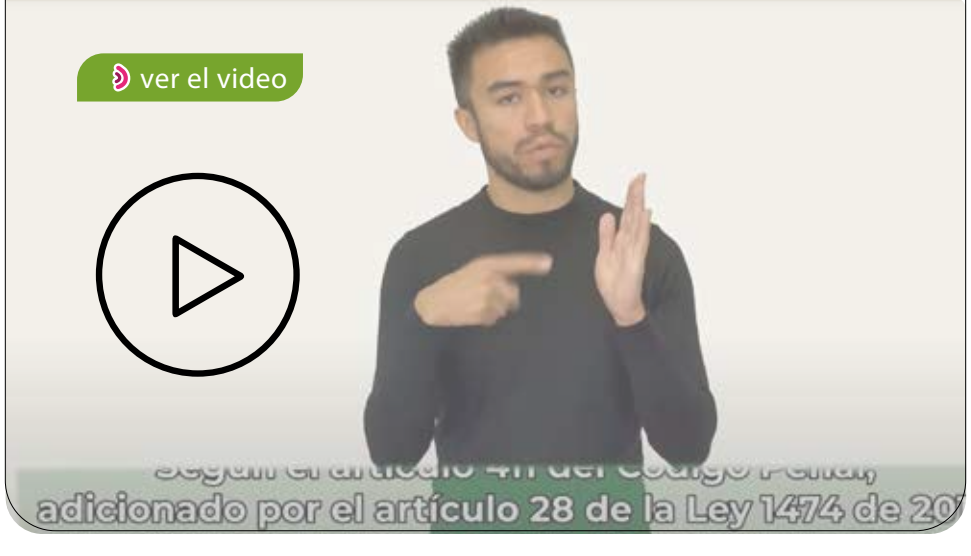 ver el video
Según el artículo 411 del Código Penal,
adicionado por el artículo 28 de la Ley 1474 de